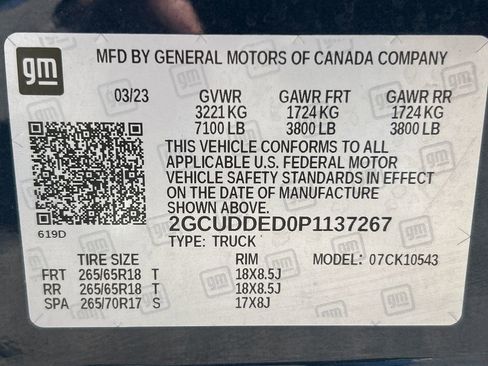 gm
MFD BY GENERAL MOTORS OF CANADA COMPANY
03/23 GVWR GAWR FRT GAWR RR
3221 KG 1724 KG 1724 KG
7100 LB 3800 LB 3800 LB
THIS VEHICLE CONFORMS TO ALL
APPLICABLE U.S. FEDERAL MOTOR
VEHICLE SAFETY STANDARDS IN EFFECT
ON THE DATE OF MANUFACTURE
SHOWN ABOVE.
619D 2GCUDDED0P1137267
TYPE: TRUCK
TIRE SIZE RIM MODEL: 07CK10543
FRT 265/65R18 T 18X8.5J
RR 265/65R18 T 18X8.5J
SPA 265/70R17 S 17X8J